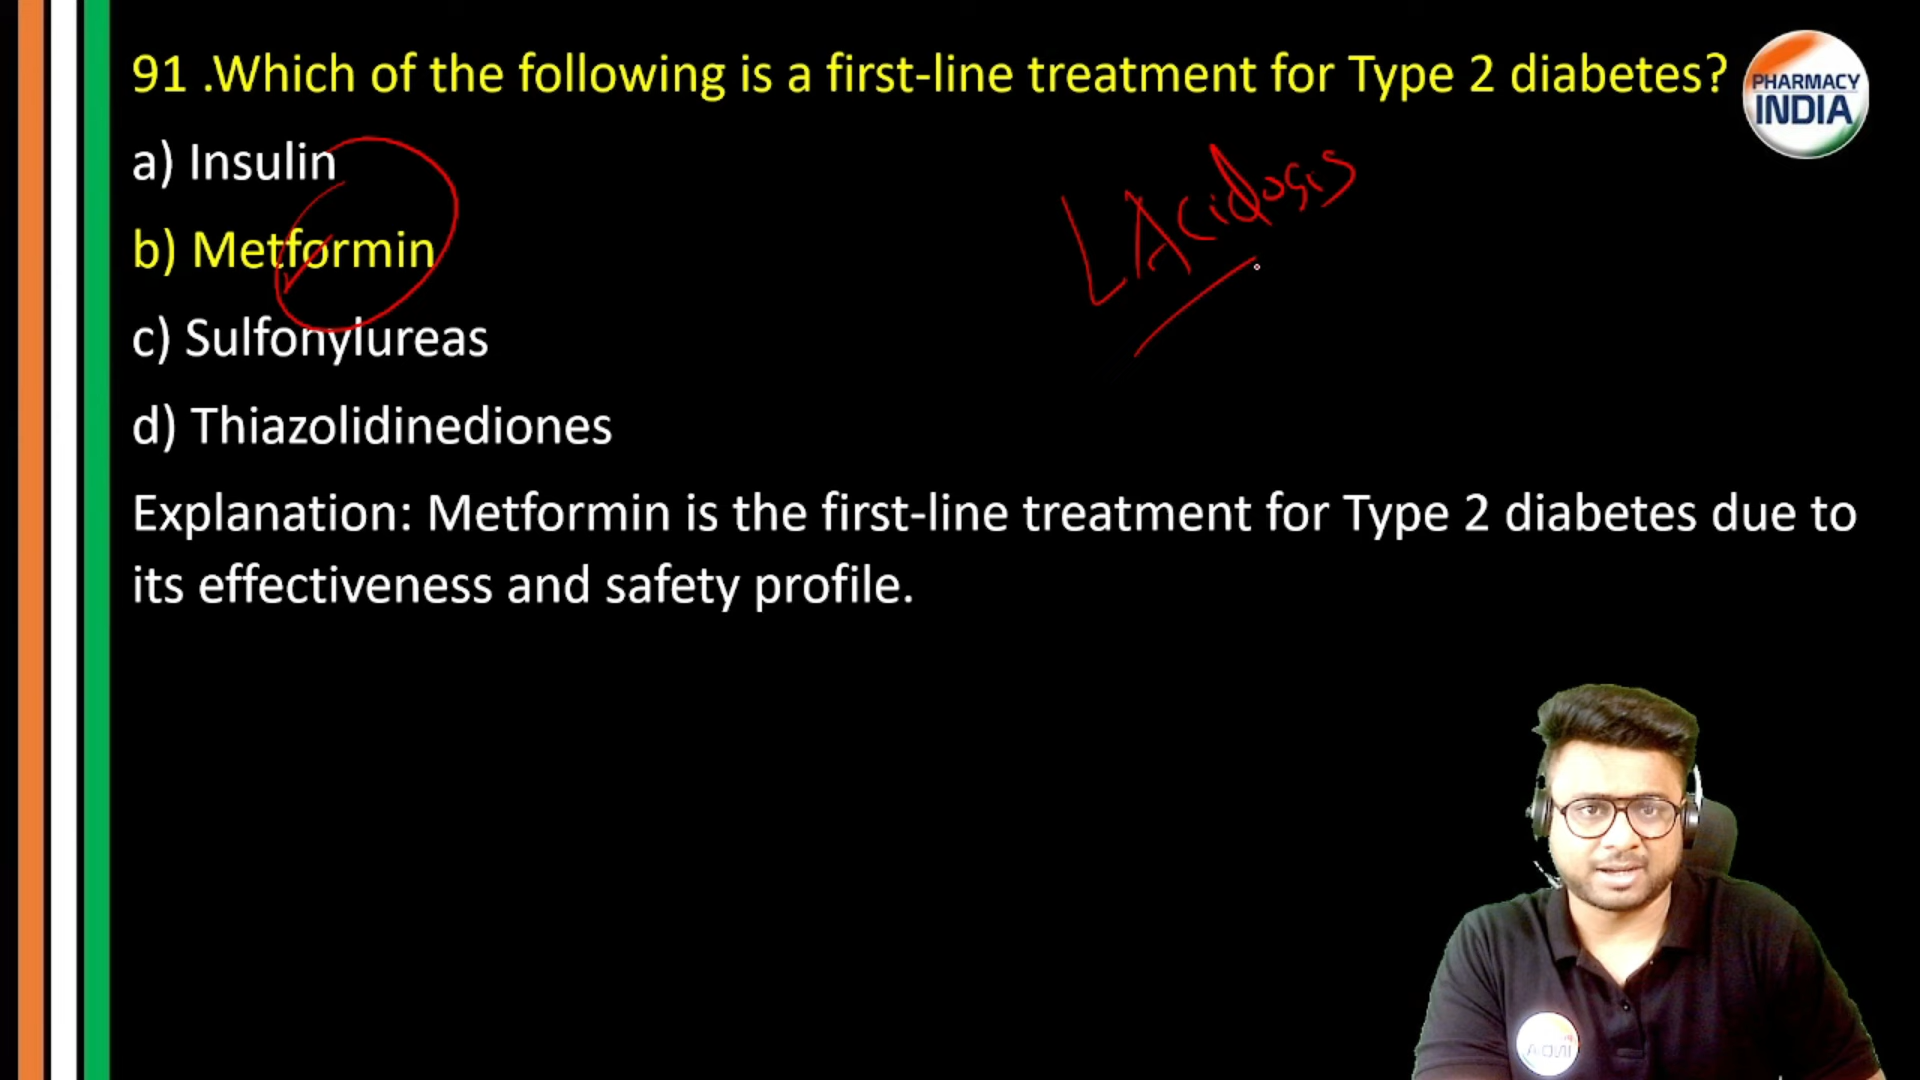 91 .Which of the following is a first-line treatment for Type 2 diabetes?
PHARMACY
INDIA
a) Insulin
LAcidosis
b) Metformin
c) Sulfonylureas
d) Thiazolidinediones
Explanation: Metformin is the first-line treatment for Type 2 diabetes due to
its effectiveness and safety profile.